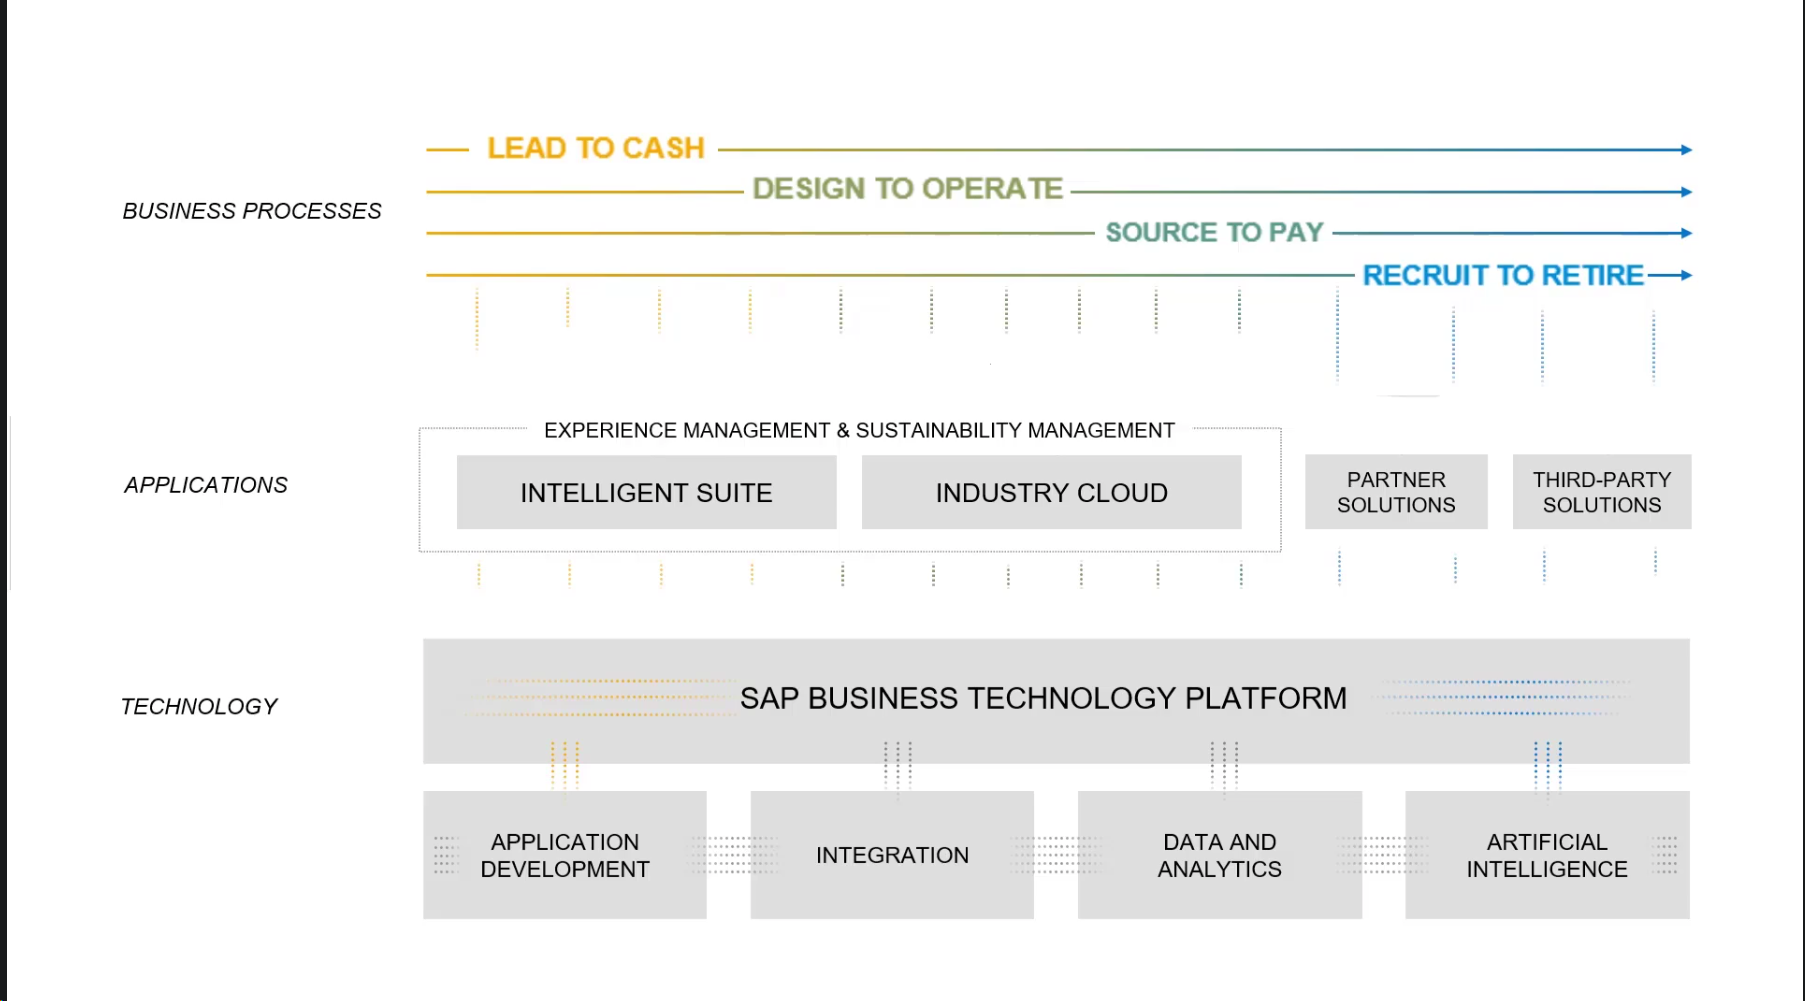 LEAD TO CASH
DESIGN TO OPERATE
BUSINESS PROCESSES
SOURCE TO PAY
RECRUIT TO RETIRE
EXPERIENCE MANAGEMENT & SUSTAINABILITY MANAGEMENT
APPLICATIONS
INTELLIGENT SUITE
INDUSTRY CLOUD
PARTNER
SOLUTIONS
THIRD-PARTY
SOLUTIONS
TECHNOLOGY
SAP BUSINESS TECHNOLOGY PLATFORM
APPLICATION
DEVELOPMENT
INTEGRATION
DATA AND
ANALYTICS
ARTIFICIAL
INTELLIGENCE